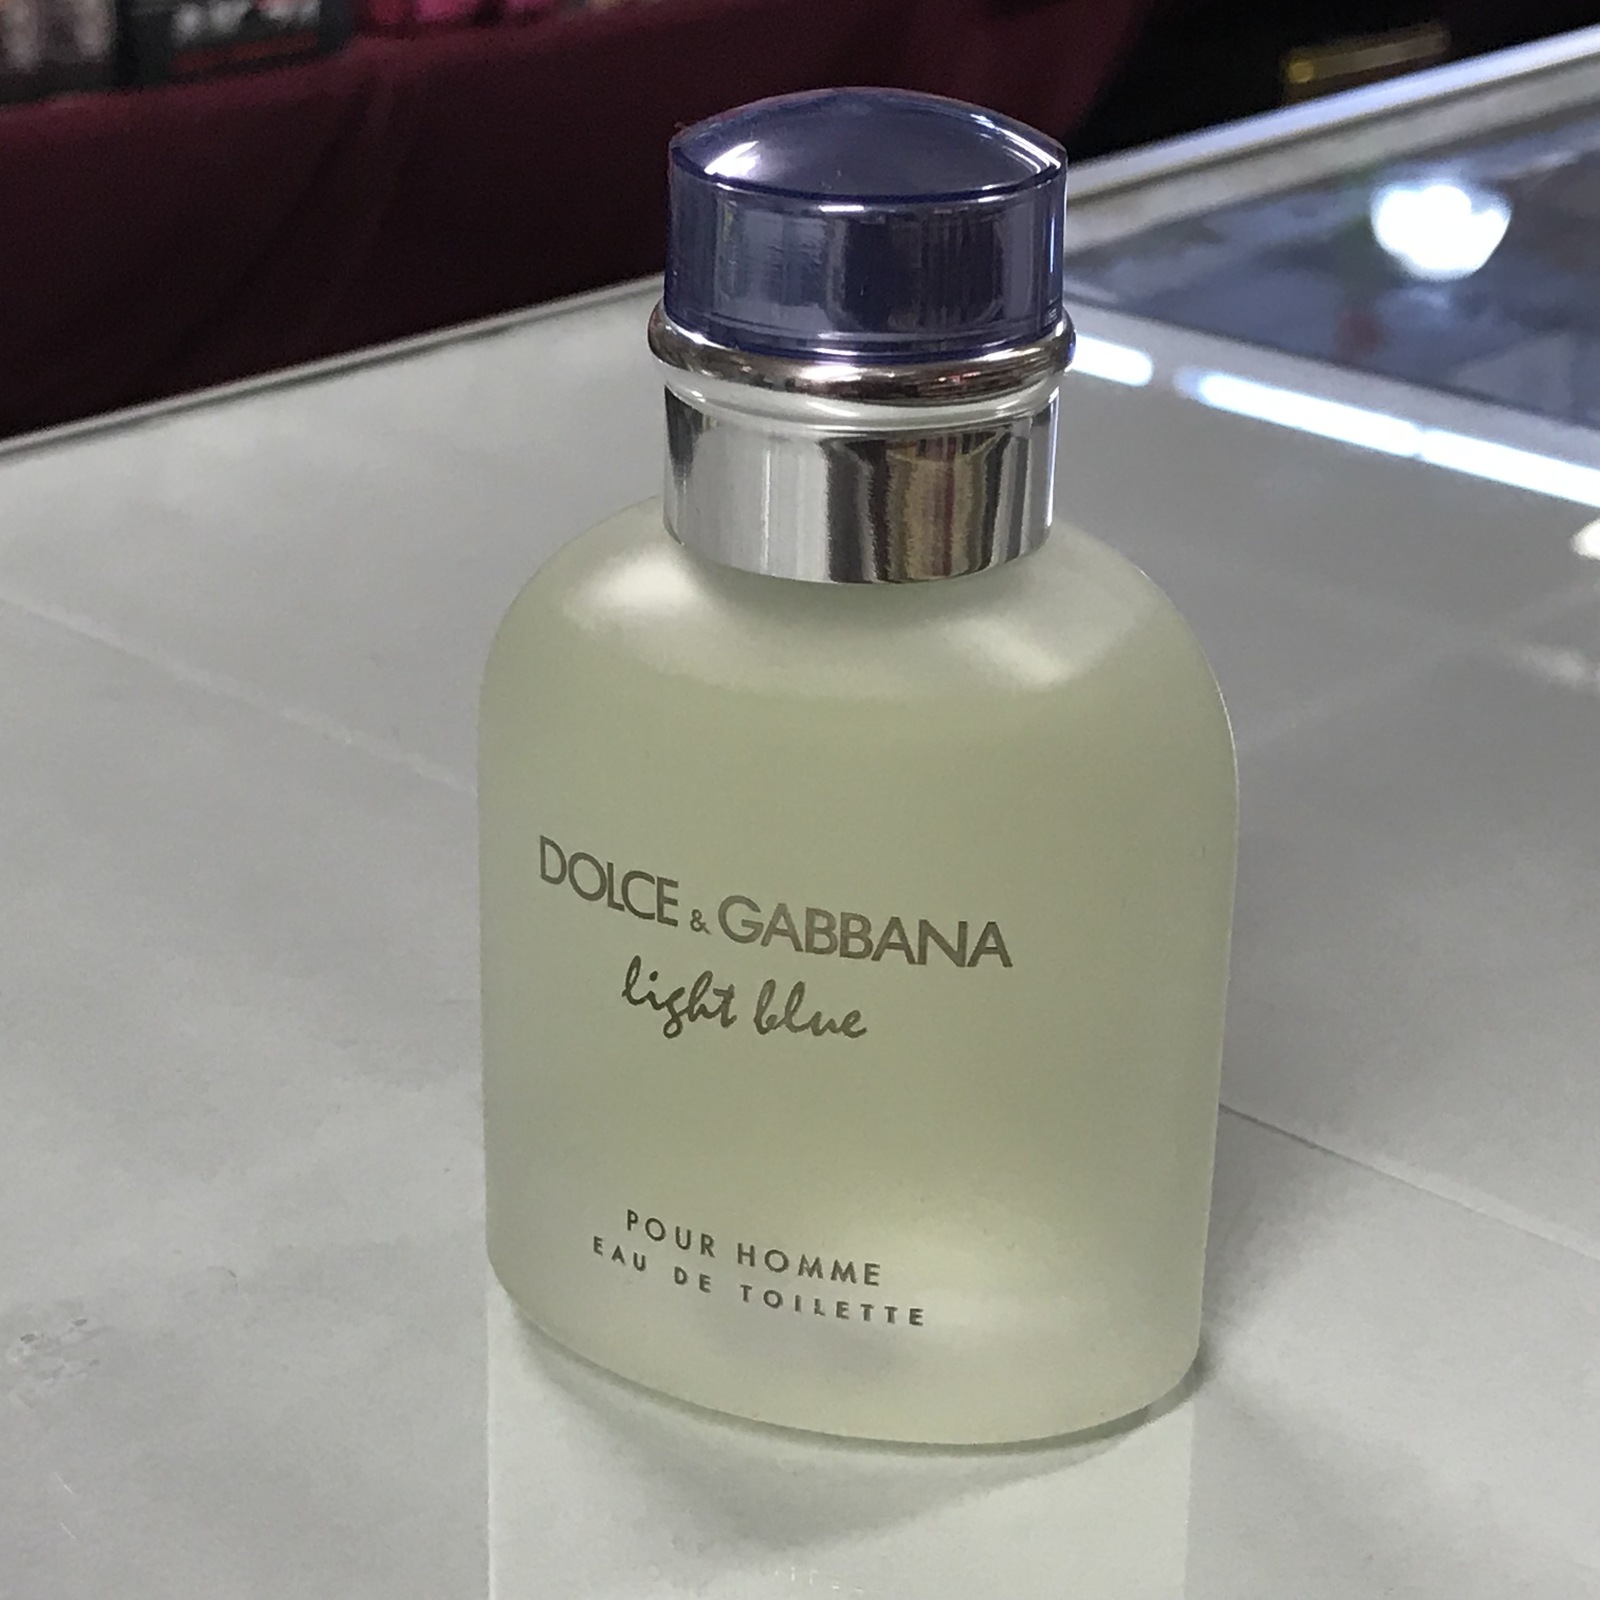 DOLCE & GABBANA
light blue
POUR HOMME
EAU DE TOILETTE